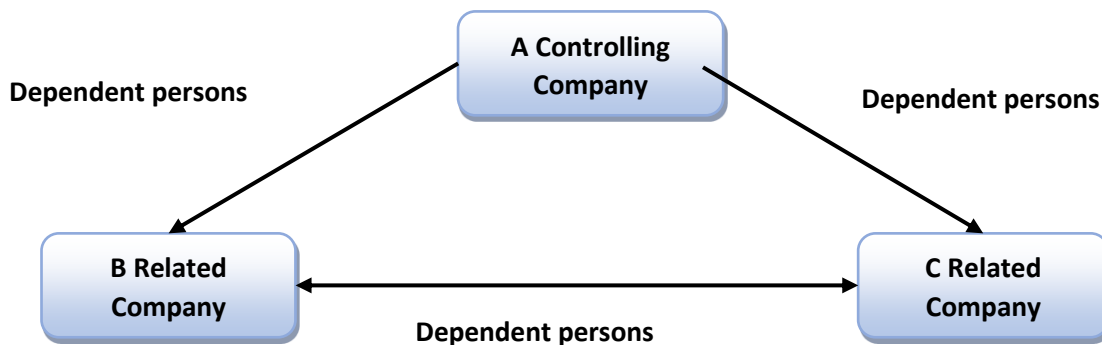 A Controlling
Company
Dependent persons
Dependent persons
B Related
Company
C Related
Company
Dependent persons